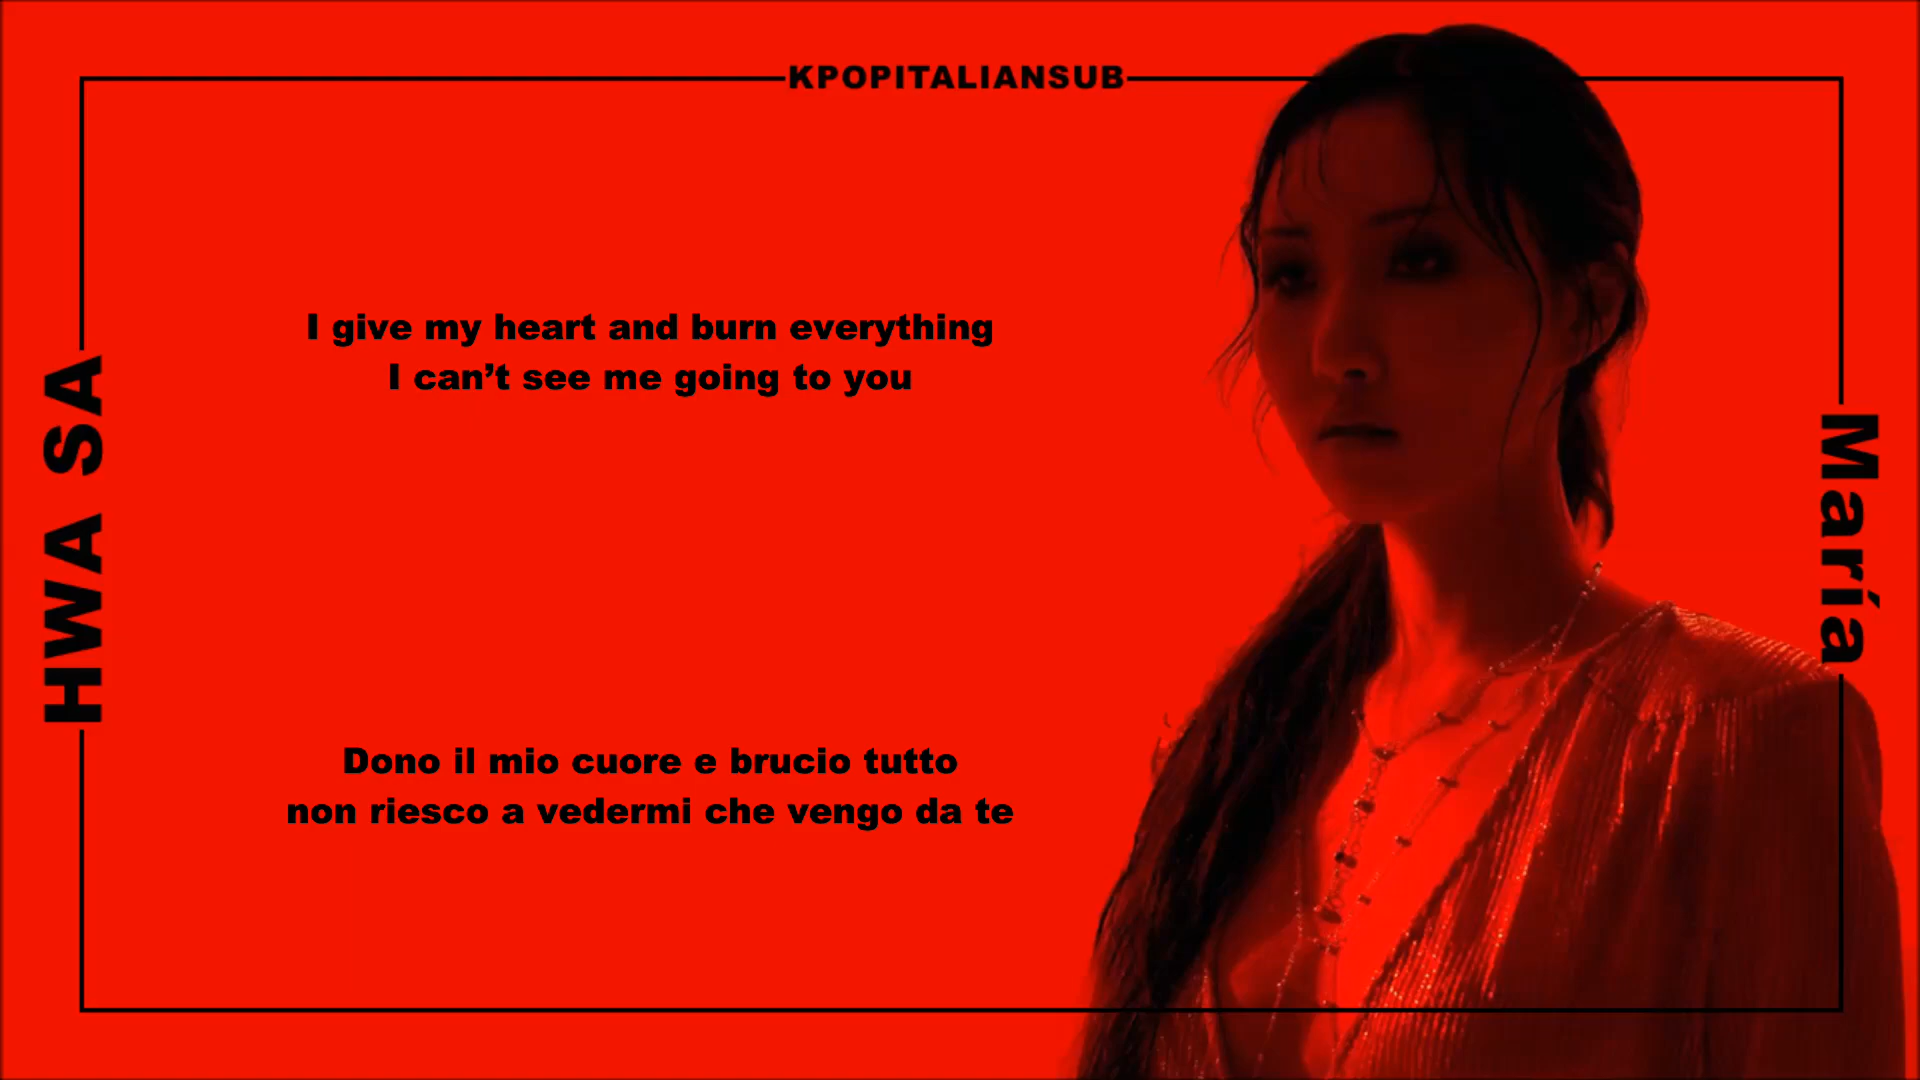 KPOPITALIANSUB
HWA SA
I give my heart and burn everything
I can’t see me going to you
María
Dono il mio cuore e brucio tutto
non riesco a vedermi che vengo da te